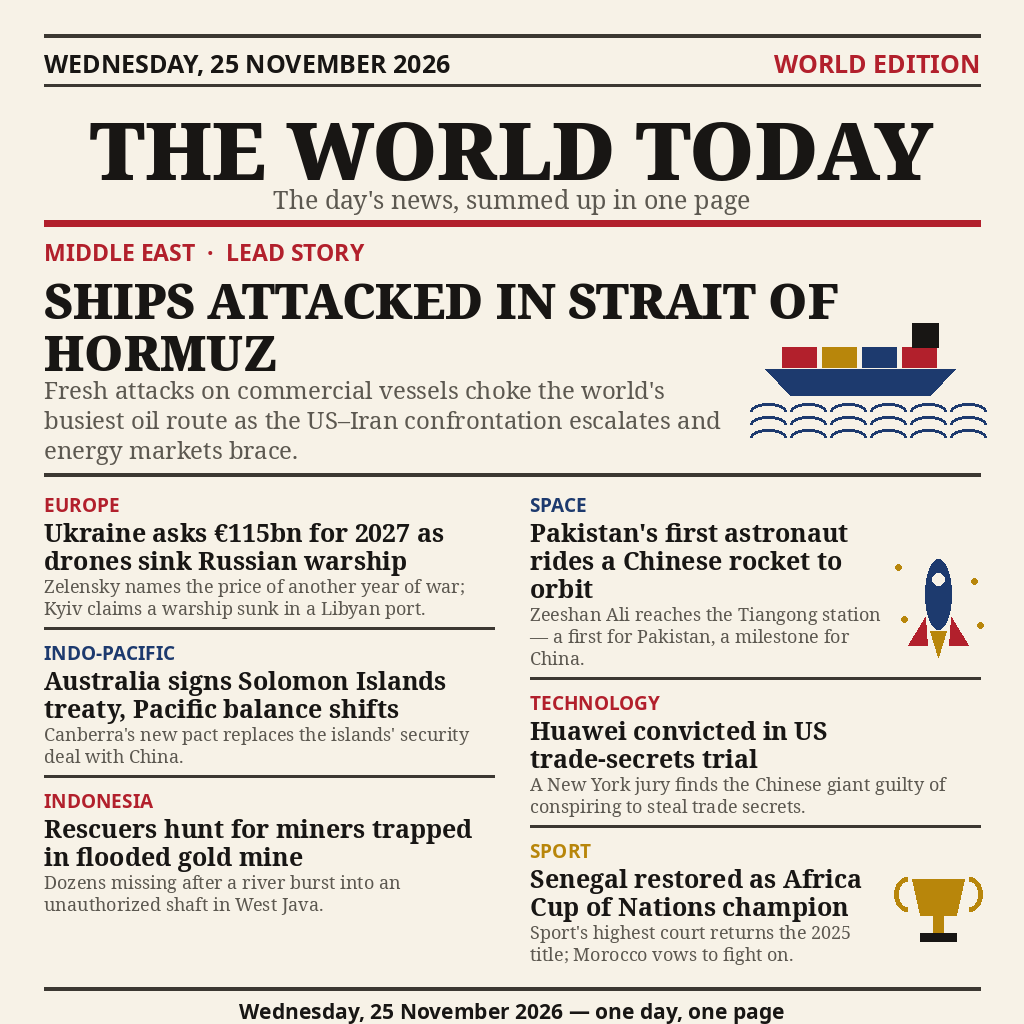 WEDNESDAY, 25 NOVEMBER 2026
WORLD EDITION
THE WORLD TODAY
The day's news, summed up in one page
MIDDLE EAST · LEAD STORY
SHIPS ATTACKED IN STRAIT OF
HORMUZ
Fresh attacks on commercial vessels choke the world's
busiest oil route as the US–Iran confrontation escalates and
energy markets brace.
EUROPE
Ukraine asks €115bn for 2027 as
drones sink Russian warship
Zelensky names the price of another year of war;
Kyiv claims a warship sunk in a Libyan port.
INDO-PACIFIC
Australia signs Solomon Islands
treaty, Pacific balance shifts
Canberra's new pact replaces the islands' security
deal with China.
INDONESIA
Rescuers hunt for miners trapped
in flooded gold mine
Dozens missing after a river burst into an
unauthorized shaft in West Java.
SPACE
Pakistan's first astronaut
rides a Chinese rocket to
orbit
Zeeshan Ali reaches the Tiangong station
— a first for Pakistan, a milestone for
China.
TECHNOLOGY
Huawei convicted in US
trade-secrets trial
A New York jury finds the Chinese giant guilty of
conspiring to steal trade secrets.
SPORT
Senegal restored as Africa
Cup of Nations champion
Sport's highest court returns the 2025
title; Morocco vows to fight on.
Wednesday, 25 November 2026 — one day, one page